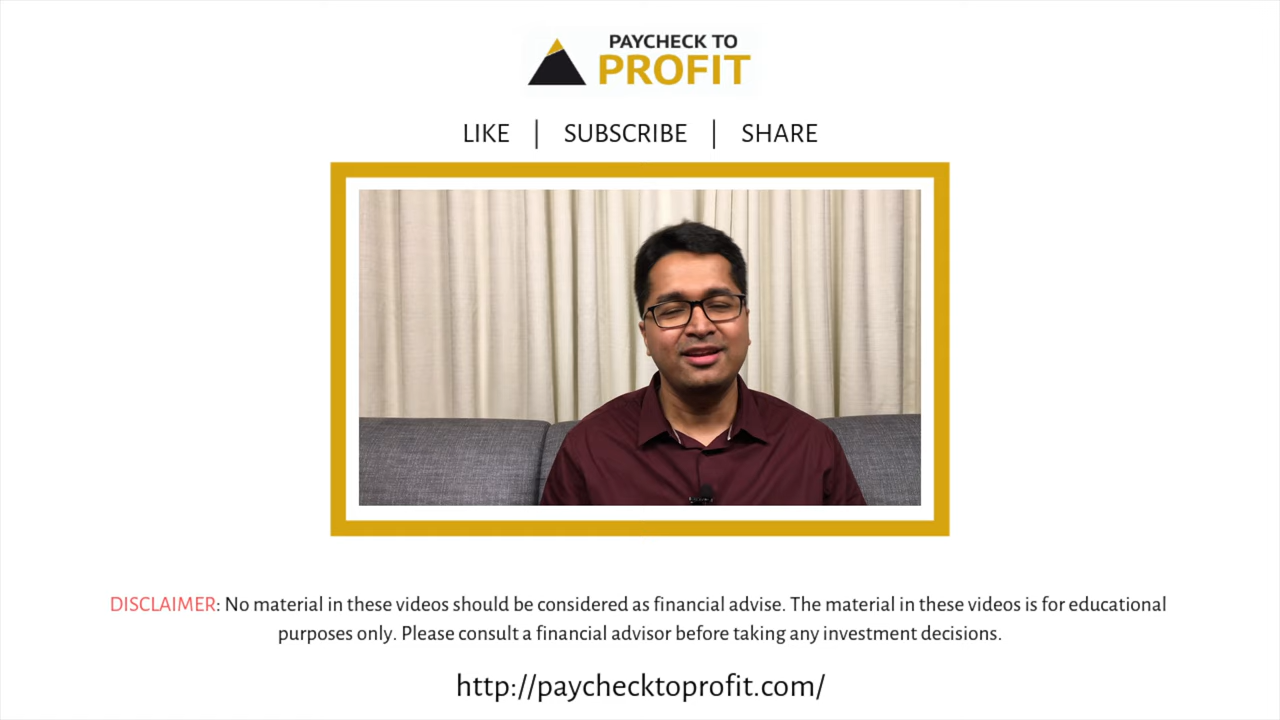 PAYCHECK TO
PROFIT
LIKE | SUBSCRIBE | SHARE
DISCLAIMER: No material in these videos should be considered as financial advise. The material in these videos is for educational
purposes only. Please consult a financial advisor before taking any investment decisions.
http://paychecktoprofit.com/